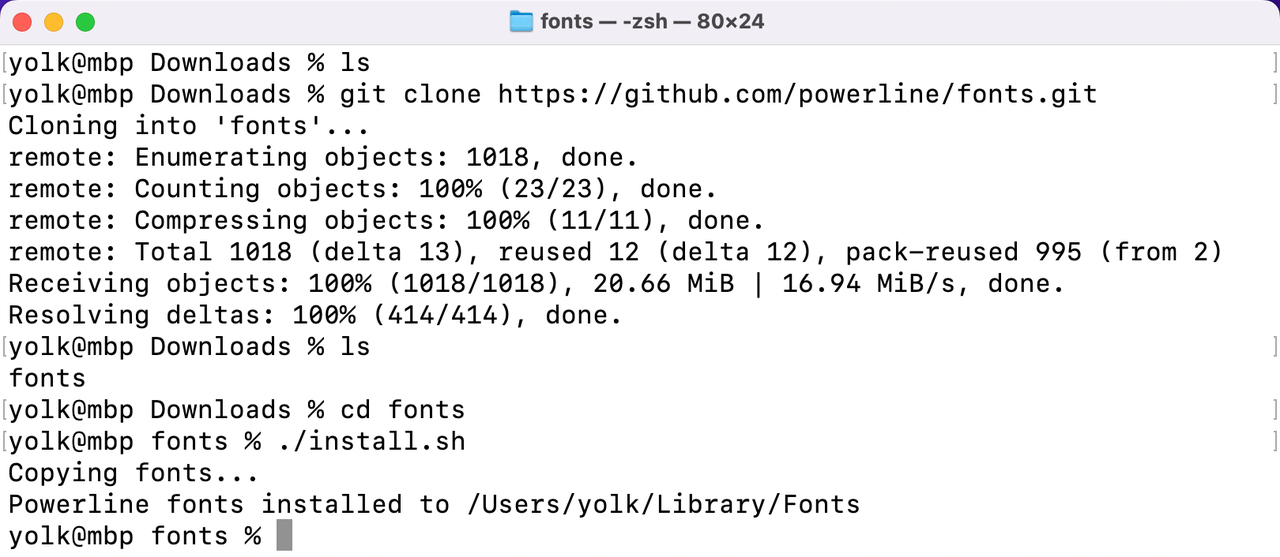 fonts — -zsh — 80×24
[yolk@mbp Downloads % ls ]
[yolk@mbp Downloads % git clone https://github.com/powerline/fonts.git ]
Cloning into 'fonts'...
remote: Enumerating objects: 1018, done.
remote: Counting objects: 100% (23/23), done.
remote: Compressing objects: 100% (11/11), done.
remote: Total 1018 (delta 13), reused 12 (delta 12), pack-reused 995 (from 2)
Receiving objects: 100% (1018/1018), 20.66 MiB | 16.94 MiB/s, done.
Resolving deltas: 100% (414/414), done.
[yolk@mbp Downloads % ls ]
fonts
[yolk@mbp Downloads % cd fonts ]
[yolk@mbp fonts % ./install.sh ]
Copying fonts...
Powerline fonts installed to /Users/yolk/Library/Fonts
yolk@mbp fonts %